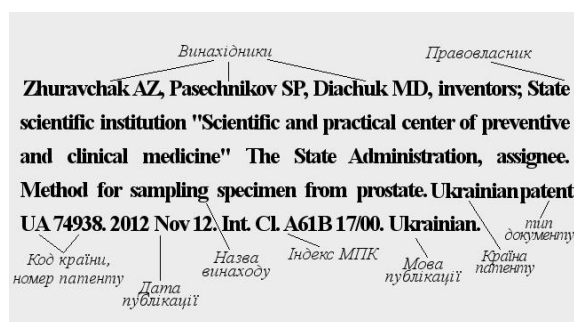 Винахідники
Правовласник
Zhuravchak AZ, Pasechnikov SP, Diachuk MD, inventors; State
scientific institution "Scientific and practical center of preventive
and clinical medicine" The State Administration, assignee.
Method for sampling specimen from prostate. Ukrainian patent
UA 74938. 2012 Nov 12. Int. Cl. A61B 17/00. Ukrainian.
Код країни,
номер патенту
Дата
публікації
Назва
винаходу
Індекс МПК
Мова
публікації
Країна
патенту
тип
документу